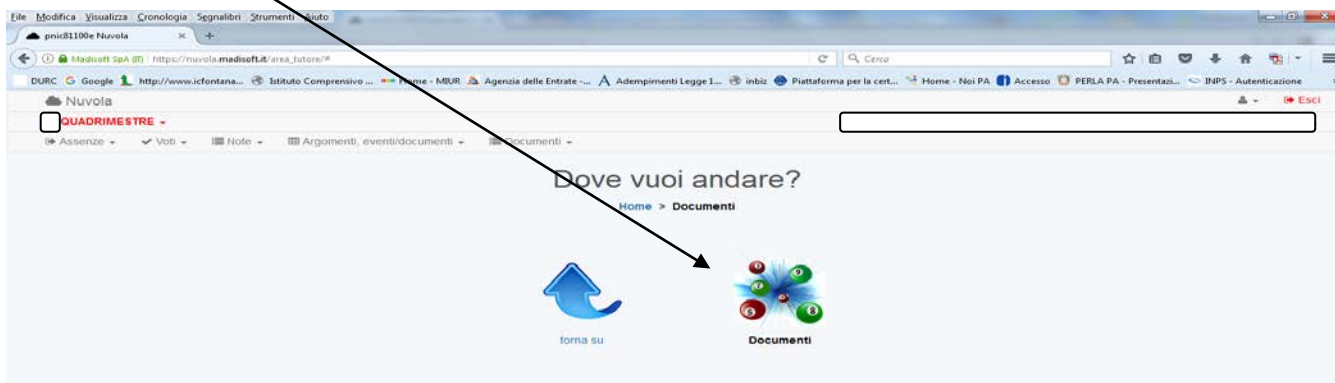 File Modifica Visualizza Cronologia Segnalibri Strumenti Aiuto
pnic81100e Nuvola × +
Madisoft SpA (IT) https://nuvola.madisoft.it/area_tutore/# Cerca
DURC Google http://www.icfontana... Istituto Comprensivo ... Home - MIUR Agenzia delle Entrate -... Adempimenti Legge 1... inbiz Piattaforma per la cert... Home - Noi PA Accesso PERLA PA - Presentazi... INPS - Autenticazione
Nuvola Esci
QUADRIMESTRE
Assenze Voti Note Argomenti, eventi/documenti Documenti
Dove vuoi andare?
Home > Documenti
torna su Documenti